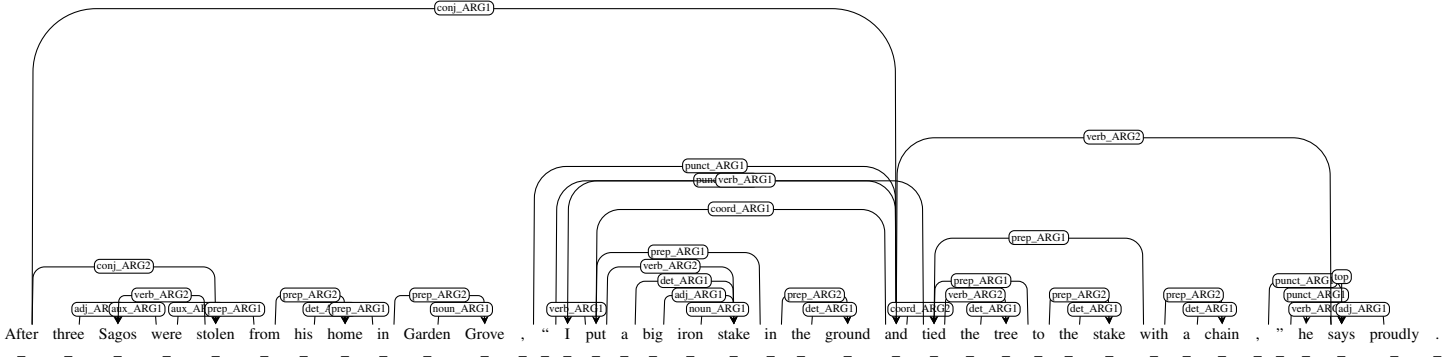 conj_ARG1
verb_ARG2
punct_ARG1
verb_ARG1
coord_ARG1
prep_ARG1
prep_ARG1
conj_ARG2 verb_ARG2
det_ARG1 prep_ARG1 punct_ARG1 top
verb_ARG2 prep_ARG2 prep_ARG2 adj_ARG1 prep_ARG2 verb_ARG2 prep_ARG2 prep_ARG2 punct_ARG1
aux_ARG1 prep_ARG1 prep_ARG1 noun_ARG1 verb_ARG1 noun_ARG1 det_ARG1 coord_ARG2 det_ARG1 det_ARG1 det_ARG1 adj_ARG1
After three Sagos were stolen from his home in Garden Grove , “ I put a big iron stake in the ground and tied the tree to the stake with a chain , ” he says proudly .